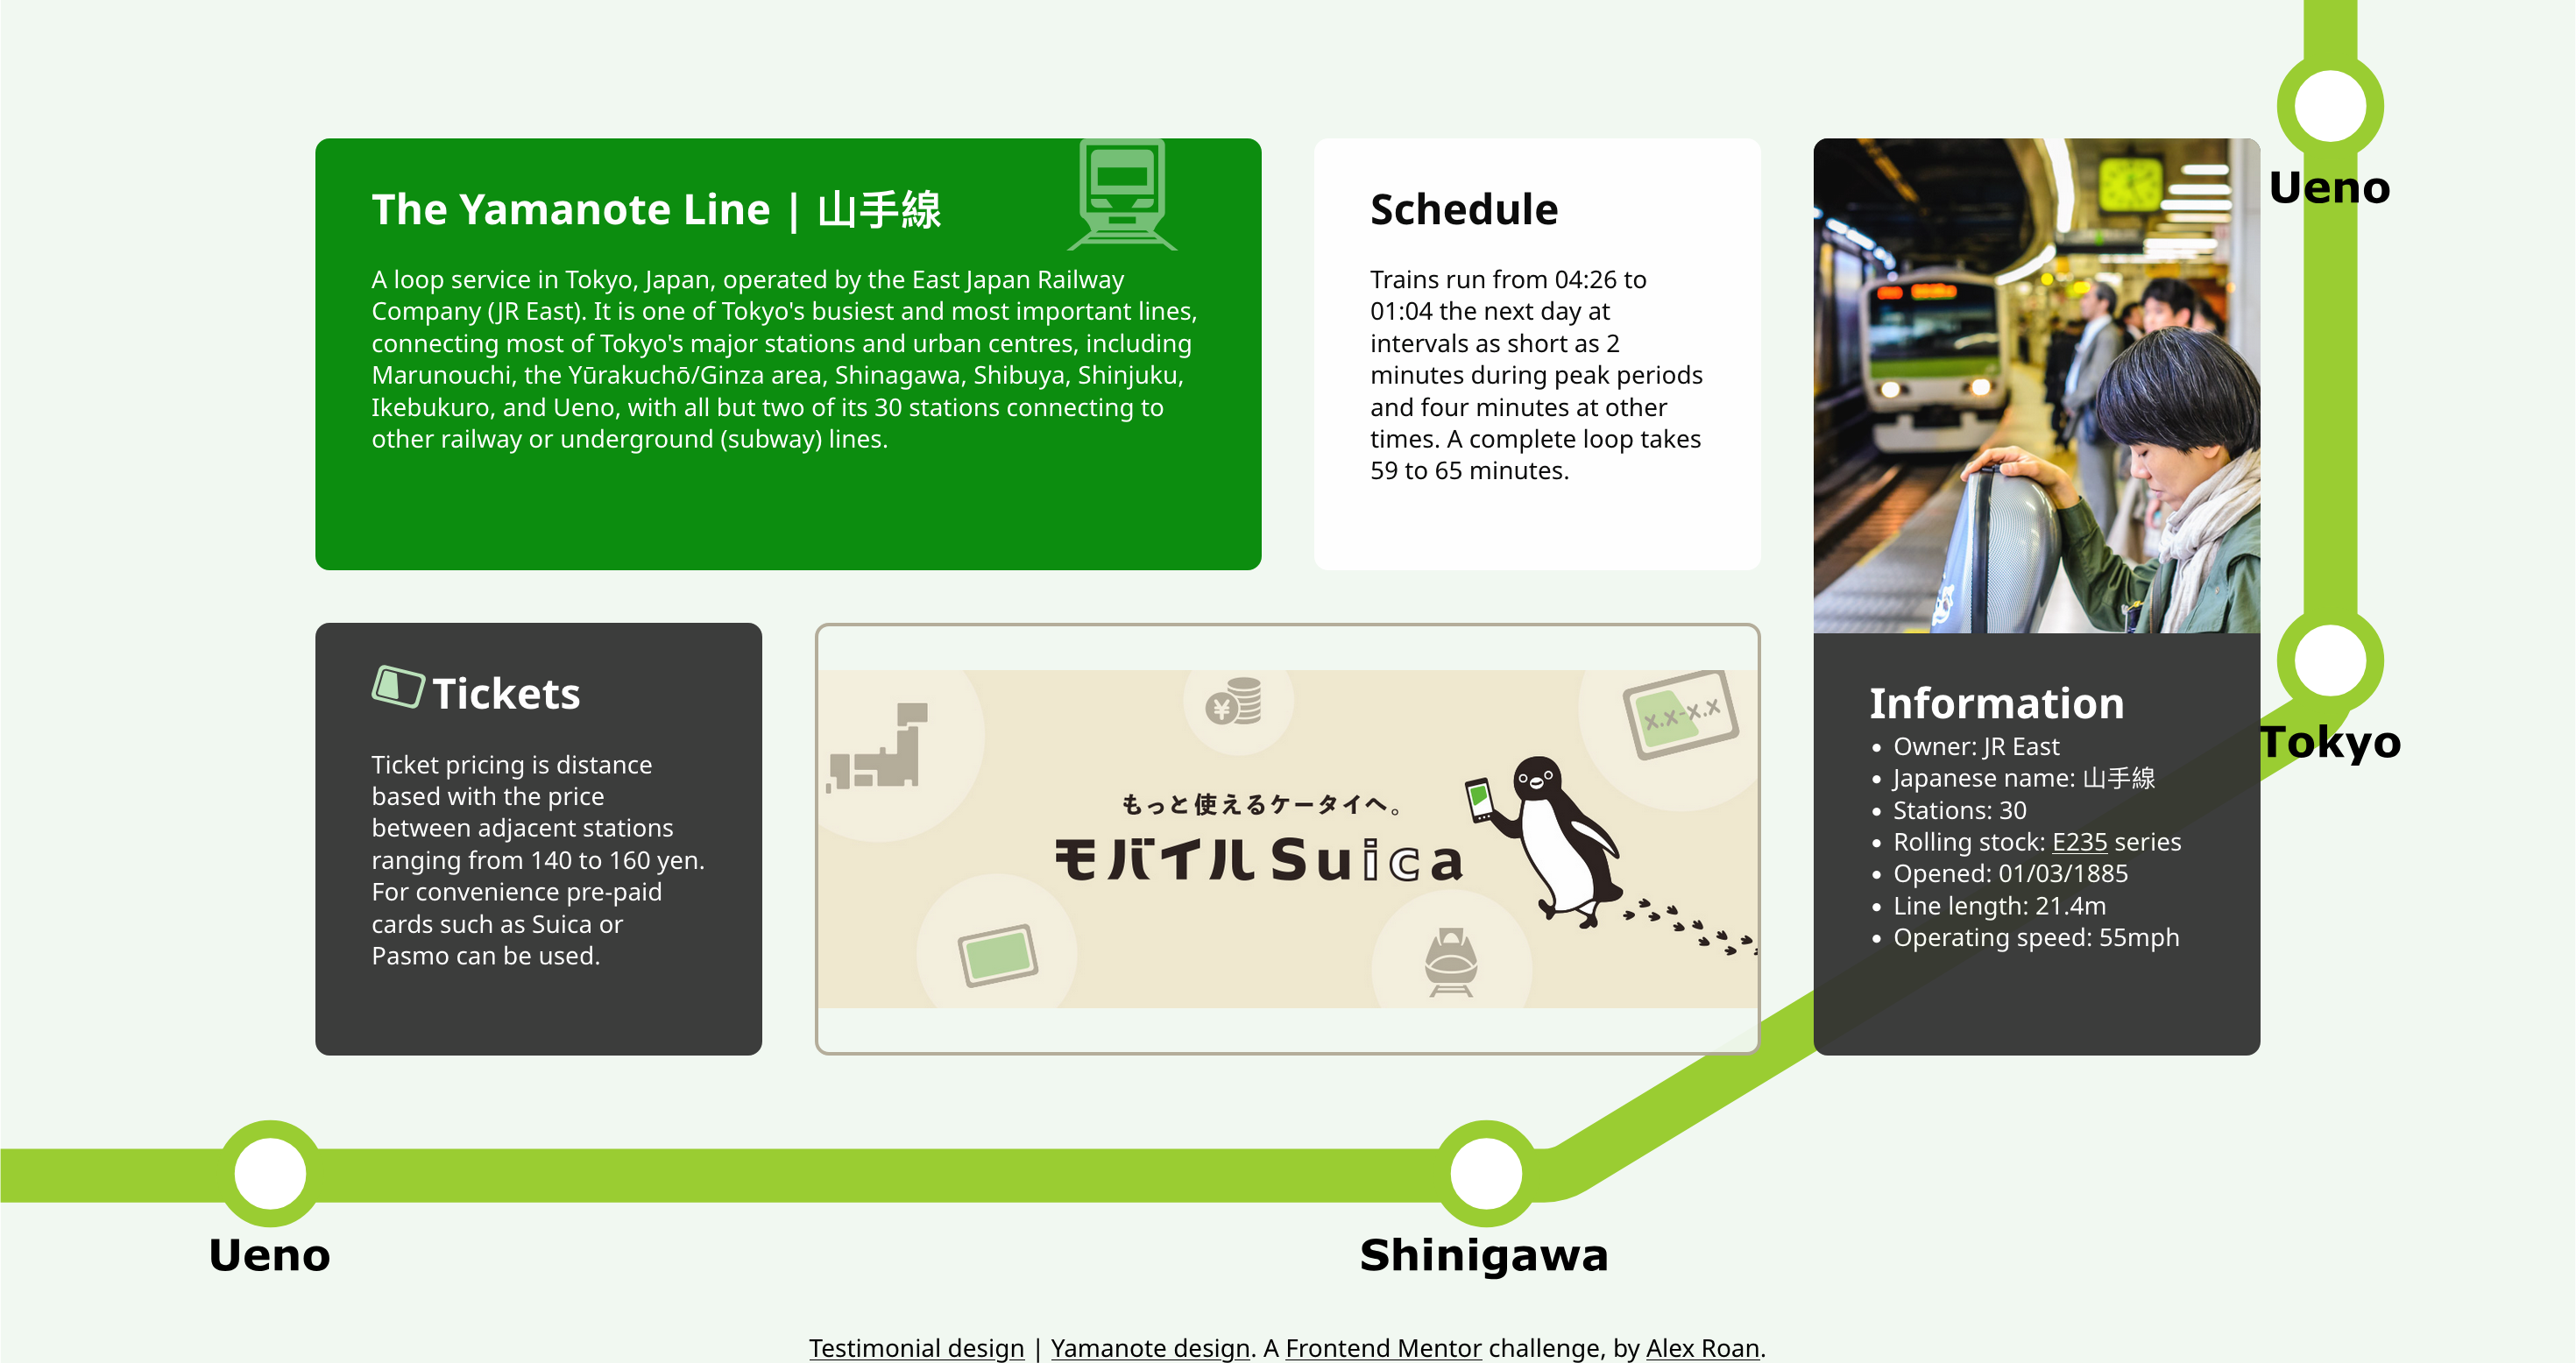 The Yamanote Line | 山手線
A loop service in Tokyo, Japan, operated by the East Japan Railway
Company (JR East). It is one of Tokyo's busiest and most important lines,
connecting most of Tokyo's major stations and urban centres, including
Marunouchi, the Yūrakuchō/Ginza area, Shinagawa, Shibuya, Shinjuku,
Ikebukuro, and Ueno, with all but two of its 30 stations connecting to
other railway or underground (subway) lines.
Schedule
Trains run from 04:26 to
01:04 the next day at
intervals as short as 2
minutes during peak periods
and four minutes at other
times. A complete loop takes
59 to 65 minutes.
Ueno
Tickets
Ticket pricing is distance
based with the price
between adjacent stations
ranging from 140 to 160 yen.
For convenience pre-paid
cards such as Suica or
Pasmo can be used.
¥
x.x-x.x
もっと使えるケータイへ。
モバイルSuica
Information
Owner: JR East
Japanese name: 山手線
Stations: 30
Rolling stock: E235 series
Opened: 01/03/1885
Line length: 21.4m
Operating speed: 55mph
Tokyo
Ueno
Shinigawa
Testimonial design | Yamanote design. A Frontend Mentor challenge, by Alex Roan.